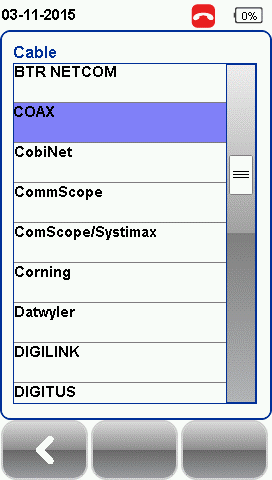 03-11-2015
0%
Cable
BTR NETCOM
COAX
CobiNet
CommScope
ComScope/Systimax
Corning
Datwyler
DIGILINK
DIGITUS